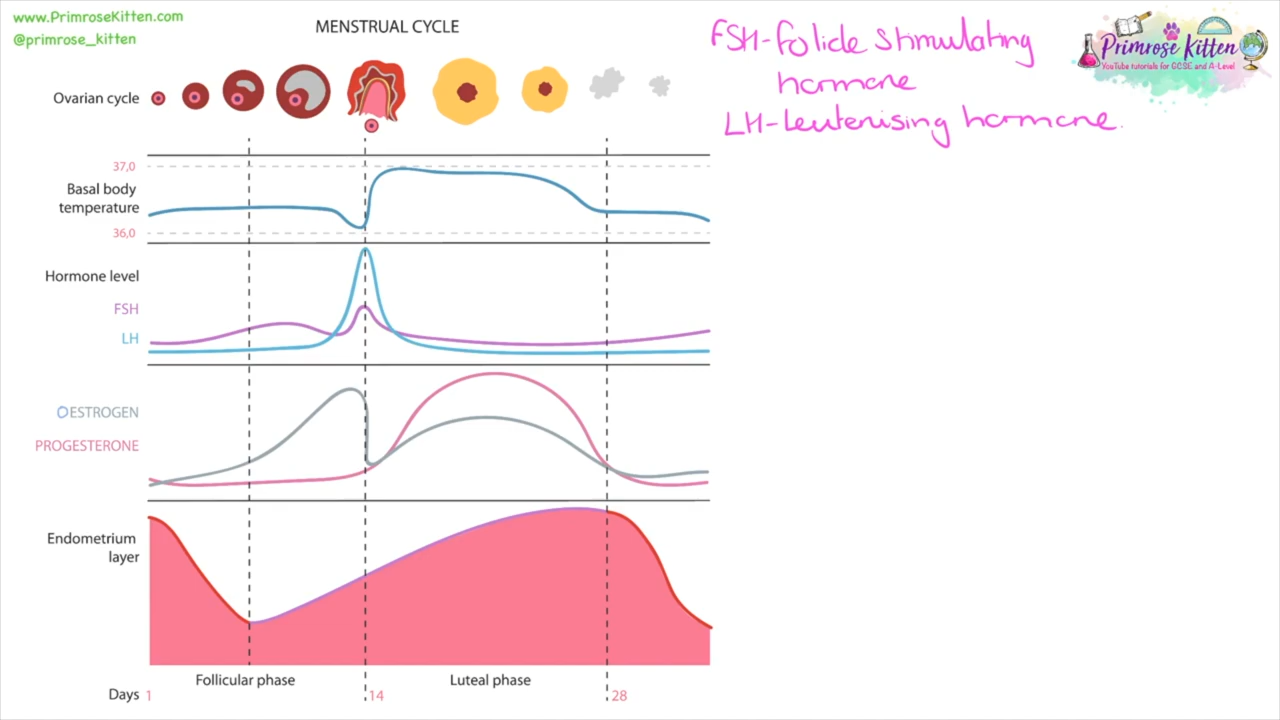 www.PrimroseKitten.com
@primrose_kitten
MENSTRUAL CYCLE
FSH-folicle stimulating
hormone
LH-leutenising hormone.
Primrose Kitten
YouTube tutorials for GCSE and A-Level
Ovarian cycle
37,0
Basal body
temperature
36,0
Hormone level
FSH
LH
OESTROGEN
PROGESTERONE
Endometrium
layer
Follicular phase
Luteal phase
Days 1 14 28